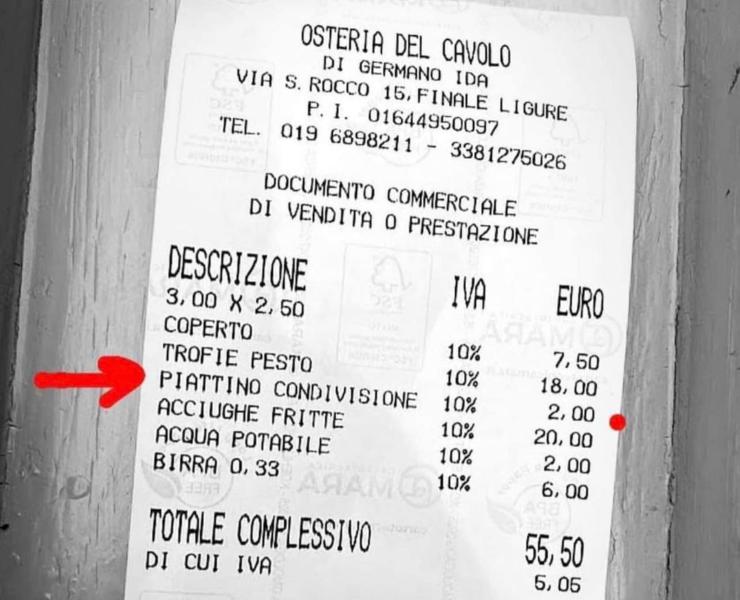 OSTERIA DEL CAVOLO
DI GERMANO IDA
VIA S. ROCCO 15, FINALE LIGURE
P. I. 01644950097
TEL. 019 6898211 - 3381275026
DOCUMENTO COMMERCIALE
DI VENDITA O PRESTAZIONE
DESCRIZIONE IVA EURO
3,00 X 2,50
COPERTO 10% 7,50
TROFIE PESTO 10% 18,00
PIATTINO CONDIVISIONE 10% 2,00
ACCIUGHE FRITTE 10% 20,00
ACQUA POTABILE 10% 2,00
BIRRA 0,33 10% 6,00
TOTALE COMPLESSIVO 55,50
DI CUI IVA 5,05